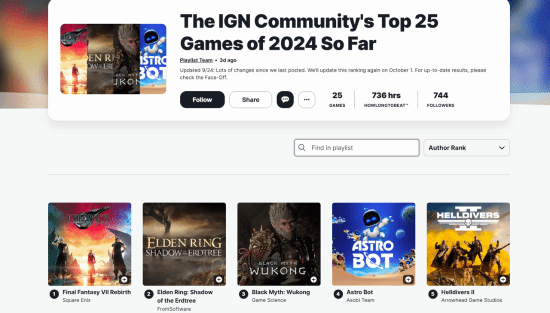 The IGN Community's Top 25
Games of 2024 So Far
Playlist Team • 3d ago
Updated 9/24: Lots of changes since we last posted. We'll update this ranking again on October 1. For up-to-date results, please
check the Face-Off.
Follow
Share
25
GAMES
736 hrs
HOWLONGTOBEAT™
744
FOLLOWERS
Find in playlist
Author Rank
ELDEN RING
SHADOW OF THE ERDTREE
BLACK MYTH
WUKONG
ASTRO
BOT
HELLDIVERS
II
1 Final Fantasy VII Rebirth
Square Enix
2 Elden Ring: Shadow
of the Erdtree
FromSoftware
3 Black Myth: Wukong
Game Science
4 Astro Bot
Asobi Team
5 Helldivers II
Arrowhead Game Studios